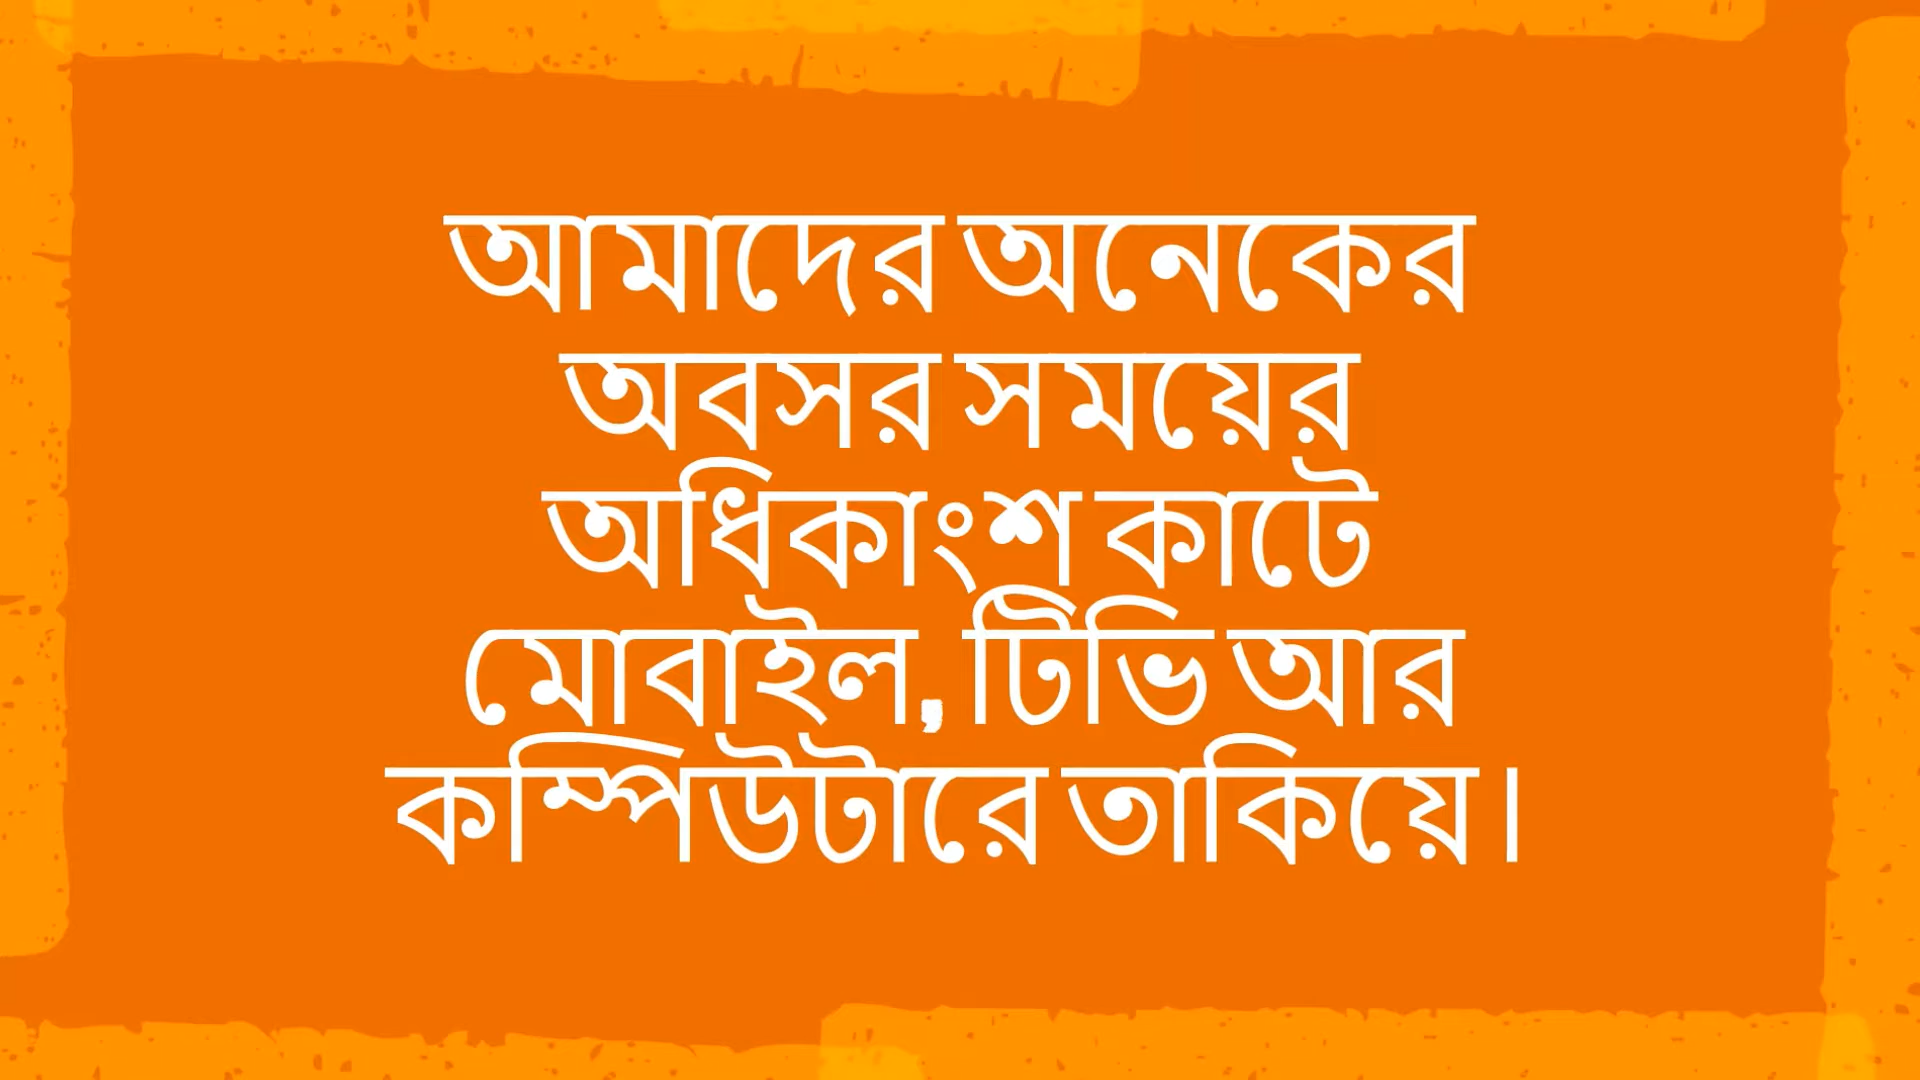 আমাদের অনেকের
অবসর সময়ের
অধিকাংশ কাটে
মোবাইল, টিভি আর
কম্পিউটারে তাকিয়ে।